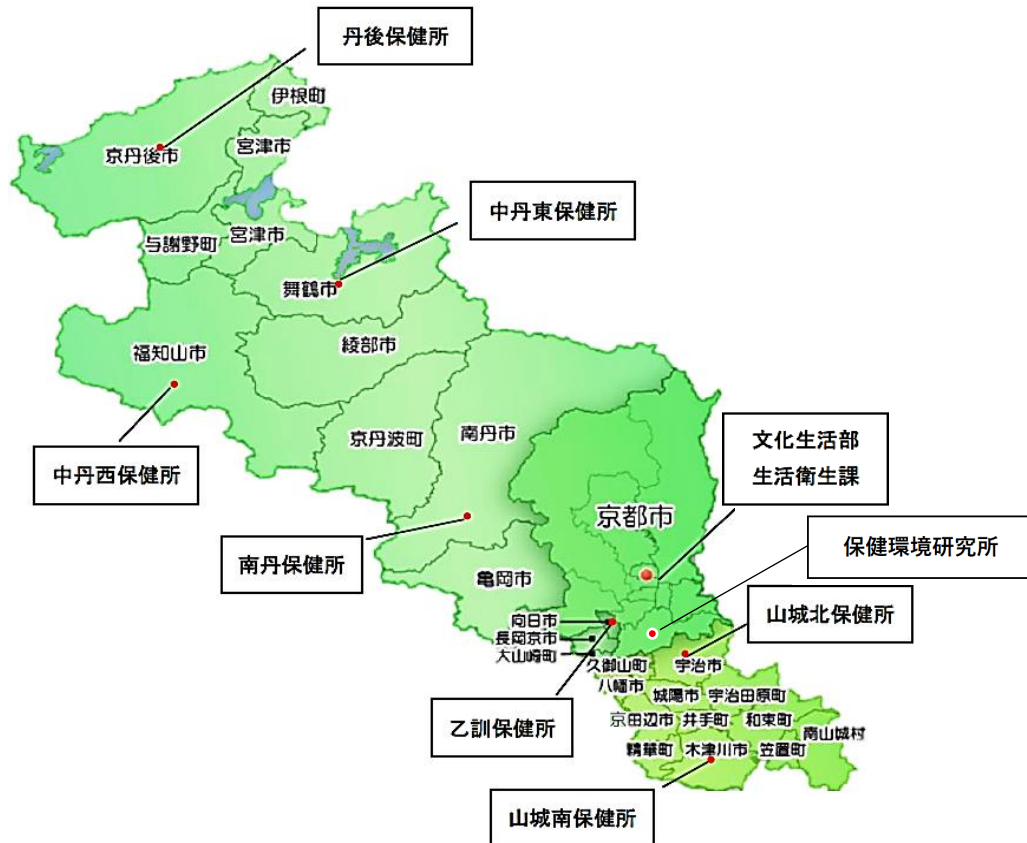 丹後保健所
伊根町
宮津市
京丹後市
中丹東保健所
宮津市
与謝野町
舞鶴市
綾部市
福知山市
京丹波町
南丹市
文化生活部
生活衛生課
中丹西保健所
京都市
保健環境研究所
南丹保健所
亀岡市
山城北保健所
向日市
長岡京市
大山崎町
久御山町
宇治市
八幡市
城陽市
宇治田原町
乙訓保健所
京田辺市
井手町
和束町
南山城村
精華町
木津川市
笠置町
山城南保健所